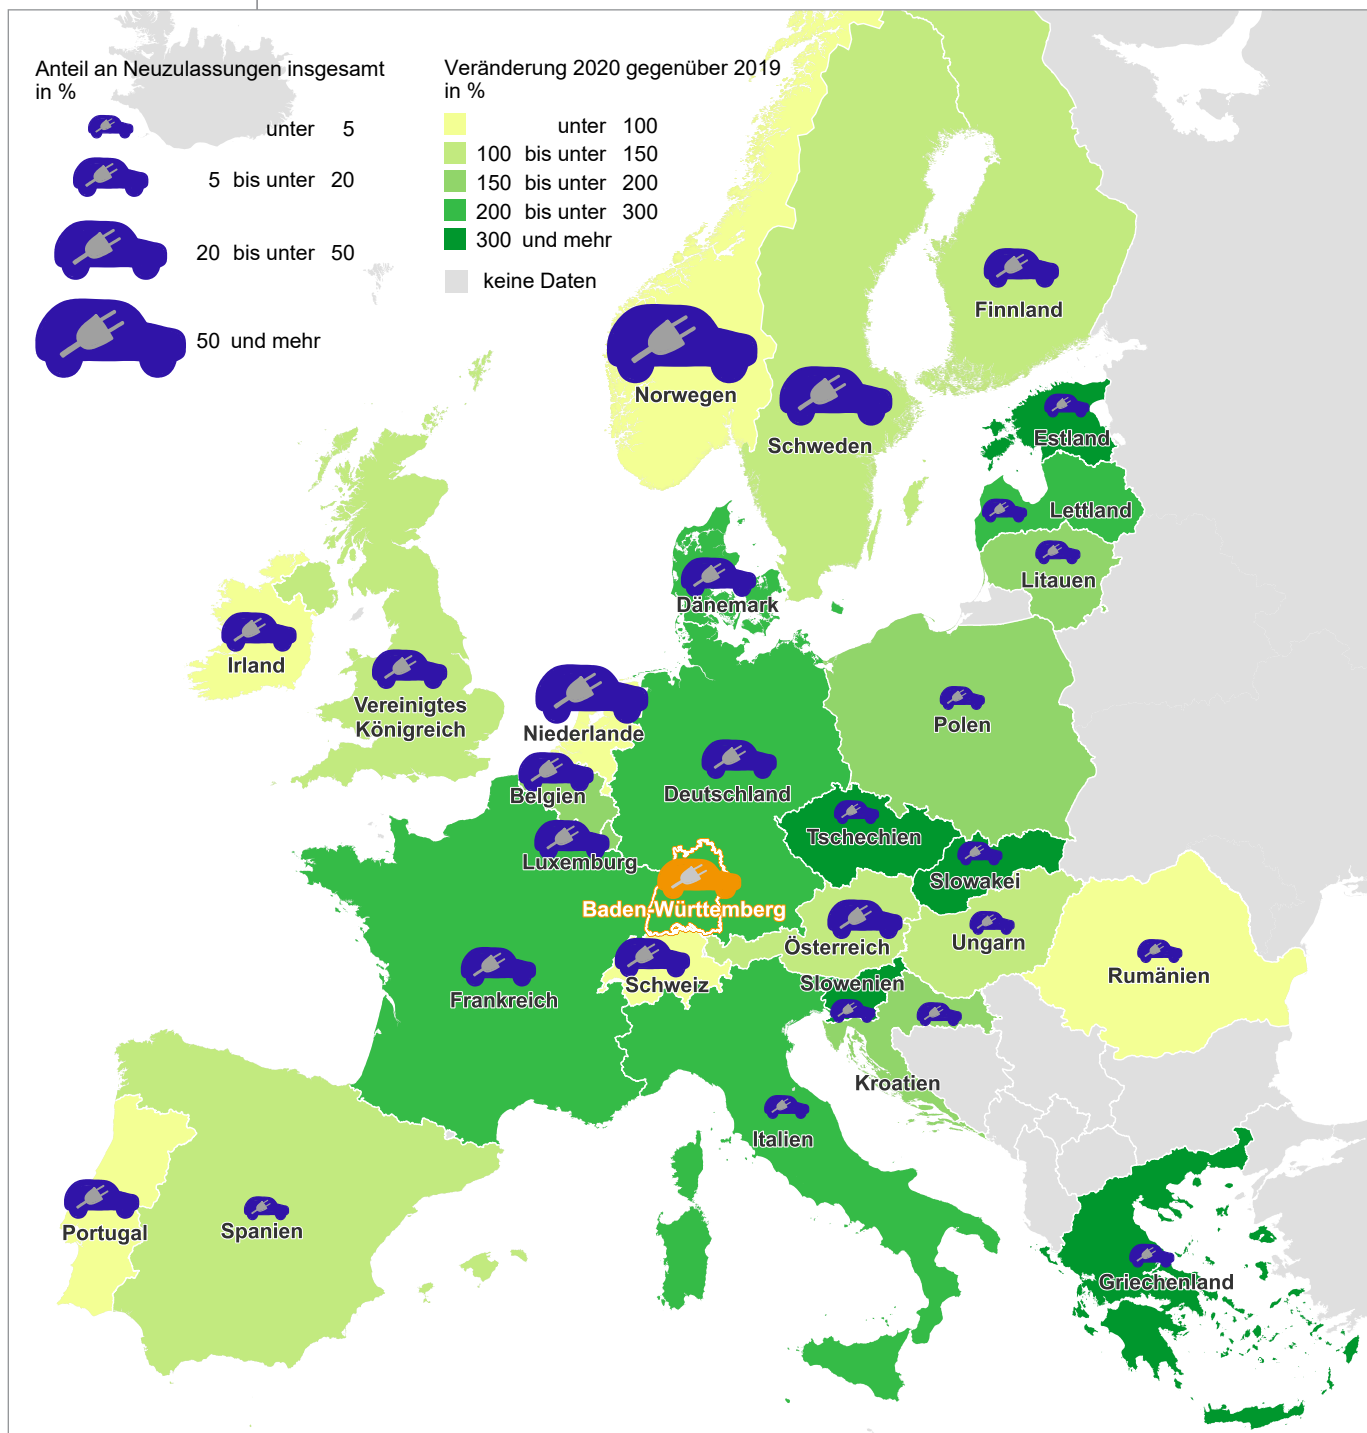 Anteil an Neuzulassungen insgesamt
in %
unter 5
5 bis unter 20
20 bis unter 50
50 und mehr
Veränderung 2020 gegenüber 2019
in %
unter 100
100 bis unter 150
150 bis unter 200
200 bis unter 300
300 und mehr
keine Daten
Finnland
Norwegen
Schweden
Estland
Lettland
Litauen
Dänemark
Irland
Vereinigtes
Königreich
Niederlande
Polen
Belgien
Deutschland
Tschechien
Luxemburg
Slowakei
Baden-Württemberg
Österreich
Ungarn
Rumänien
Schweiz
Slowenien
Frankreich
Kroatien
Italien
Portugal
Spanien
Griechenland